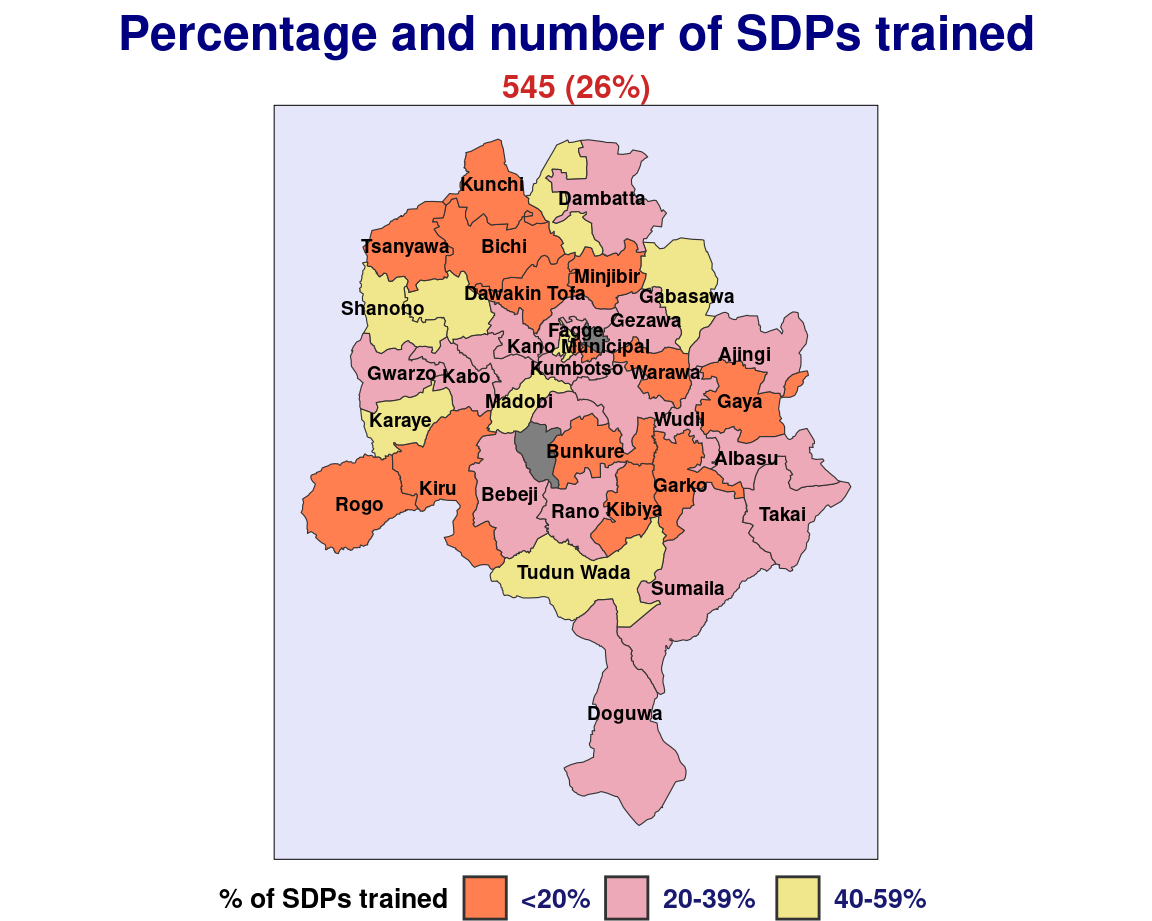 Percentage and number of SDPs trained
545 (26%)
Kunchi
Dambatta
Tsanyawa
Bichi
Minjibir
Dawakin Tofa
Gabasawa
Shanono
Gezawa
Fagge
Kano Municipal
Ajingi
Kumbotso
Gwarzo
Kabo
Warawa
Madobi
Gaya
Karaye
Wudil
Bunkure
Albasu
Kiru
Bebeji
Garko
Rogo
Rano
Kibiya
Takai
Tudun Wada
Sumaila
Doguwa
% of SDPs trained <20% 20-39% 40-59%